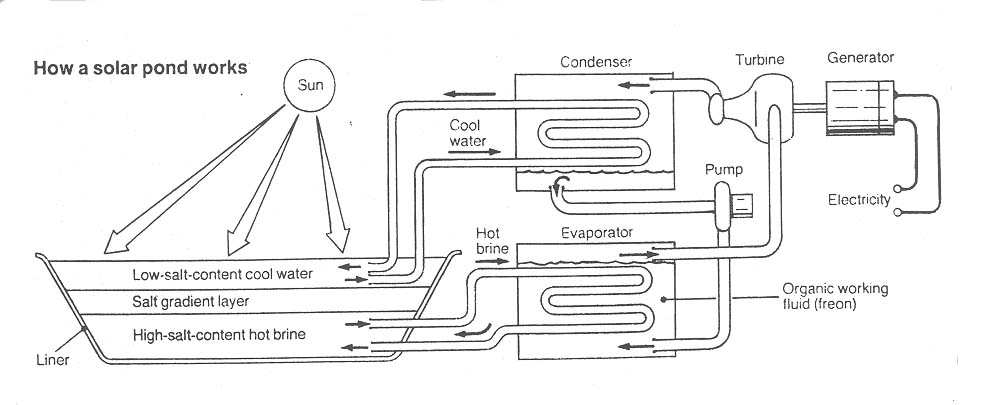 How a solar pond works
Sun
Condenser
Turbine
Generator
Cool
water
Pump
Electricity
Hot
brine
Evaporator
Low-salt-content cool water
Salt gradient layer
High-salt-content hot brine
Organic working
fluid (freon)
Liner